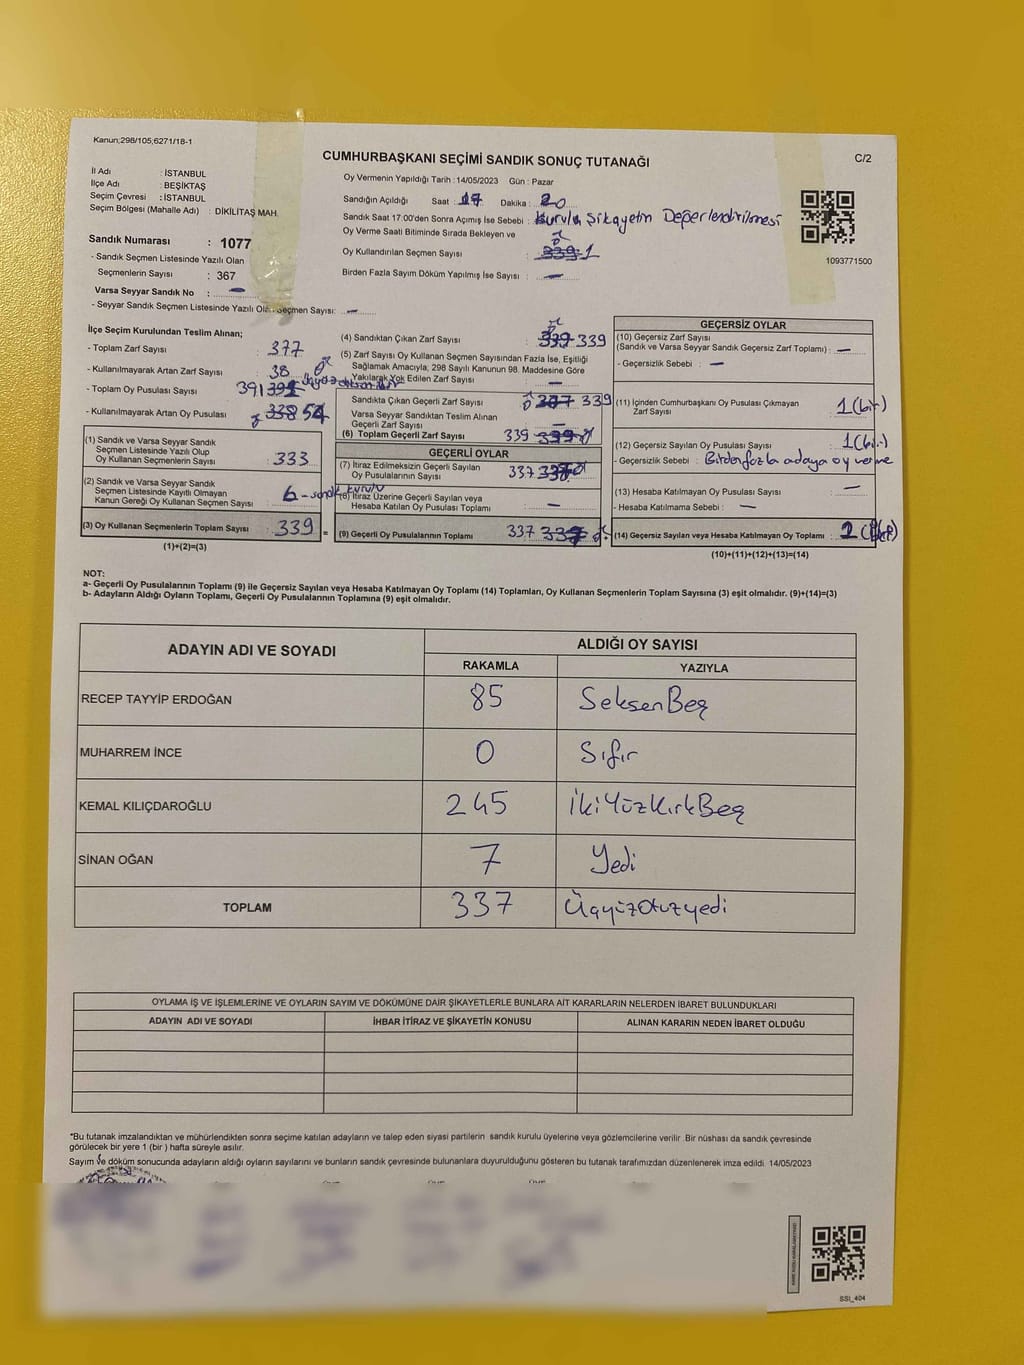 Kanun;298/105;6271/18-1
CUMHURBAŞKANI SEÇİMİ SANDIK SONUÇ TUTANAĞI
C/2
İl Adı : İSTANBUL
İlçe Adı : BEŞİKTAŞ
Seçim Çevresi : İSTANBUL
Seçim Bölgesi (Mahalle Adı) : DİKİLİTAŞ MAH.
Sandık Numarası : 1077
- Sandık Seçmen Listesinde Yazılı Olan
Seçmenlerin Sayısı : 367
Varsa Seyyar Sandık No : –
- Seyyar Sandık Seçmen Listesinde Yazılı Olan Seçmen Sayısı: –
Oy Vermenin Yapıldığı Tarih :14/05/2023 Gün : Pazar
Sandığın Açıldığı Saat : 17 Dakika : 20
Sandık Saat 17.00'den Sonra Açımış İse Sebebi : Kurula Şikayetin Değerlendirilmesi
Oy Verme Saati Bitiminde Sırada Bekleyen ve
Oy Kullandırılan Seçmen Sayısı : 339 1
Birden Fazla Sayım Döküm Yapılmış İse Sayısı : –
1093771500
İlçe Seçim Kurulundan Teslim Alınan;
- Toplam Zarf Sayısı : 377
- Kullanılmayarak Artan Zarf Sayısı : 38
- Toplam Oy Pusulası Sayısı : 391
- Kullanılmayarak Artan Oy Pusulası : 338 54
(1) Sandık ve Varsa Seyyar Sandık
Seçmen Listesinde Yazılı Olup
Oy Kullanan Seçmenlerin Sayısı : 333
(2) Sandık ve Varsa Seyyar Sandık
Seçmen Listesinde Kayıtlı Olmayan
Kanun Gereği Oy Kullanan Seçmen Sayısı : 6 - sandık kurulu
(3) Oy Kullanan Seçmenlerin Toplam Sayısı : 339 =
(1)+(2)=(3)
(4) Sandıktan Çıkan Zarf Sayısı : 339
(5) Zarf Sayısı Oy Kullanan Seçmen Sayısından Fazla İse, Eşitliği
Sağlamak Amacıyla; 298 Sayılı Kanunun 98. Maddesine Göre
Yakılarak Yok Edilen Zarf Sayısı : –
Sandıkta Çıkan Geçerli Zarf Sayısı : 339
Varsa Seyyar Sandıktan Teslim Alınan
Geçerli Zarf Sayısı : –
(6) Toplam Geçerli Zarf Sayısı : 339
GEÇERLİ OYLAR
(7) İtiraz Edilmeksizin Geçerli Sayılan
Oy Pusulalarının Sayısı : 337
(8) İtiraz Üzerine Geçerli Sayılan veya
Hesaba Katılan Oy Pusulası Toplamı : –
(9) Geçerli Oy Pusulalarının Toplamı : 337
GEÇERSİZ OYLAR
(10) Geçersiz Zarf Sayısı
(Sandık ve Varsa Seyyar Sandık Geçersiz Zarf Toplamı) : –
- Geçersizlik Sebebi : –
(11) İçinden Cumhurbaşkanı Oy Pusulası Çıkmayan
Zarf Sayısı : 1 (bir)
(12) Geçersiz Sayılan Oy Pusulası Sayısı : 1 (bir)
- Geçersizlik Sebebi : Birden fazla adaya oy verme
(13) Hesaba Katılmayan Oy Pusulası Sayısı : –
- Hesaba Katılmama Sebebi : –
(14) Geçersiz Sayılan veya Hesaba Katılmayan Oy Toplamı : 2
(10)+(11)+(12)+(13)=(14)
NOT:
a- Geçerli Oy Pusulalarının Toplamı (9) ile Geçersiz Sayılan veya Hesaba Katılmayan Oy Toplamı (14) Toplamları, Oy Kullanan Seçmenlerin Toplam Sayısına (3) eşit olmalıdır. (9)+(14)=(3)
b- Adayların Aldığı Oyların Toplamı, Geçerli Oy Pusulalarının Toplamına (9) eşit olmalıdır.
ADAYIN ADI VE SOYADI ALDIĞI OY SAYISI
RAKAMLA YAZIYLA
RECEP TAYYİP ERDOĞAN 85 SeksenBeş
MUHARREM İNCE 0 Sıfır
KEMAL KILIÇDAROĞLU 245 İkiYüzKırkBeş
SİNAN OĞAN 7 Yedi
TOPLAM 337 Üçyüzotuzyedi
OYLAMA İŞ VE İŞLEMLERİNE VE OYLARIN SAYIM VE DÖKÜMÜNE DAİR ŞİKAYETLERLE BUNLARA AİT KARARLARIN NELERDEN İBARET BULUNDUKLARI
ADAYIN ADI VE SOYADI İHBAR İTİRAZ VE ŞİKAYETİN KONUSU ALINAN KARARIN NEDEN İBARET OLDUĞU
*Bu tutanak imzalandıktan ve mühürlendikten sonra seçime katılan adayların ve talep eden siyasi partilerin sandık kurulu üyelerine veya gözlemcilerine verilir .Bir nüshası da sandık çevresinde
görülecek bir yere 1 (bir ) hafta süreyle asılır.
Sayım ve döküm sonucunda adayların aldığı oyların sayılarını ve bunların sandık çevresinde bulunanlara duyurulduğunu gösteren bu tutanak tarafımızdan düzenlenerek imza edildi. 14/05/2023
SSI_404